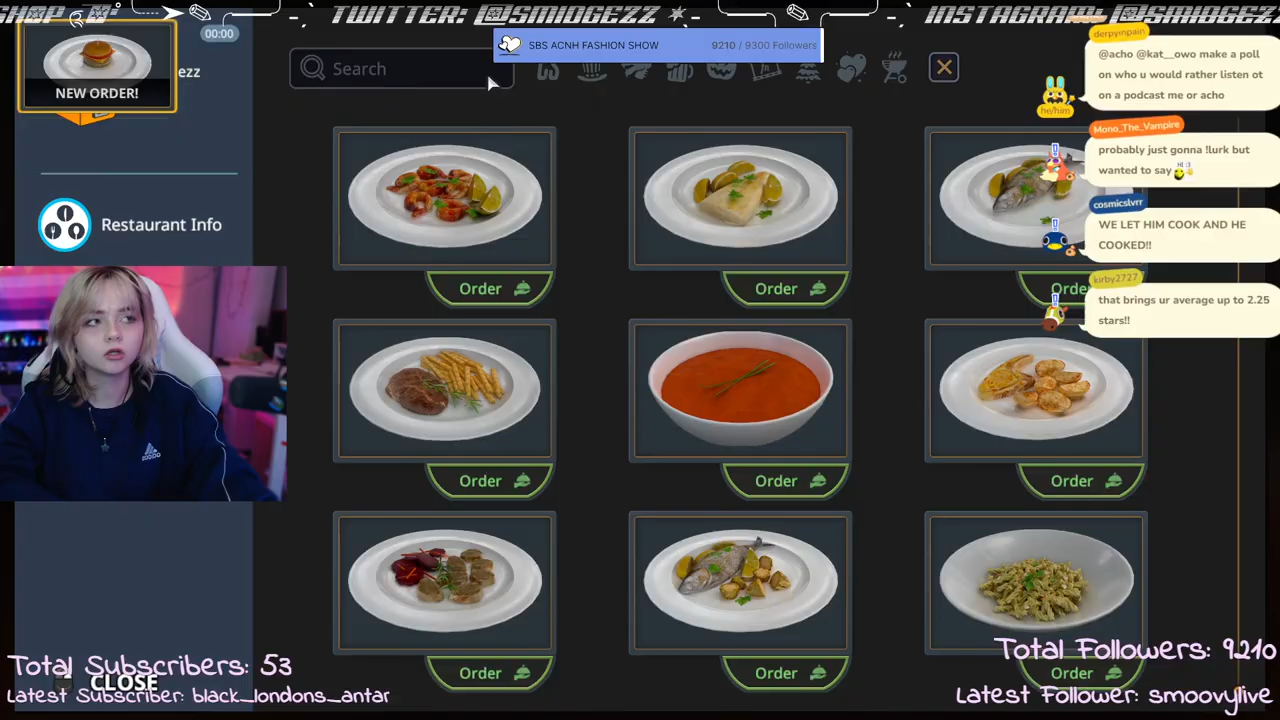 SHOP
TWITTER: @SMIDGEZZ
INSTAGRAM: @SMIDGEZZ
00:00
ezz
NEW ORDER!
Search
SBS ACNH FASHION SHOW
9210 / 9300 Followers
Restaurant Info
derpyinpain
@acho @kat__owo make a poll
on who u would rather listen ot
on a podcast me or acho
he/him
Mono_The_Vampire
probably just gonna !lurk but
wanted to say
cosmicslvrr
WE LET HIM COOK AND HE
COOKED!!
kirby2727
that brings ur average up to 2.25
stars!!
Order
Order
Order
Order
Order
Order
Order
Order
Order
Total Subscribers: 53
CLOSE
Latest Subscriber: black_londons_antar
Total Followers: 9210
Latest Follower: smoovylive